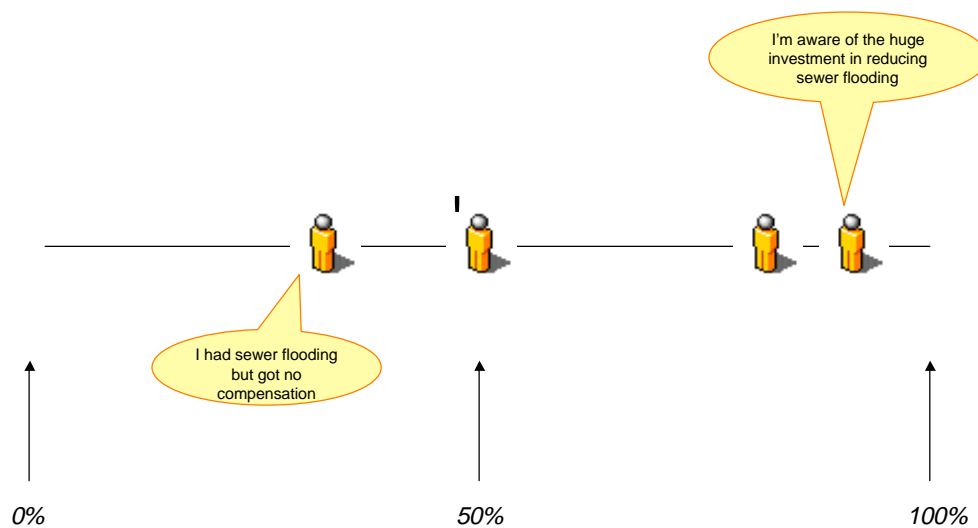 I'm aware of the huge
investment in reducing
sewer flooding
I had sewer flooding
but got no
compensation
0%
50%
100%